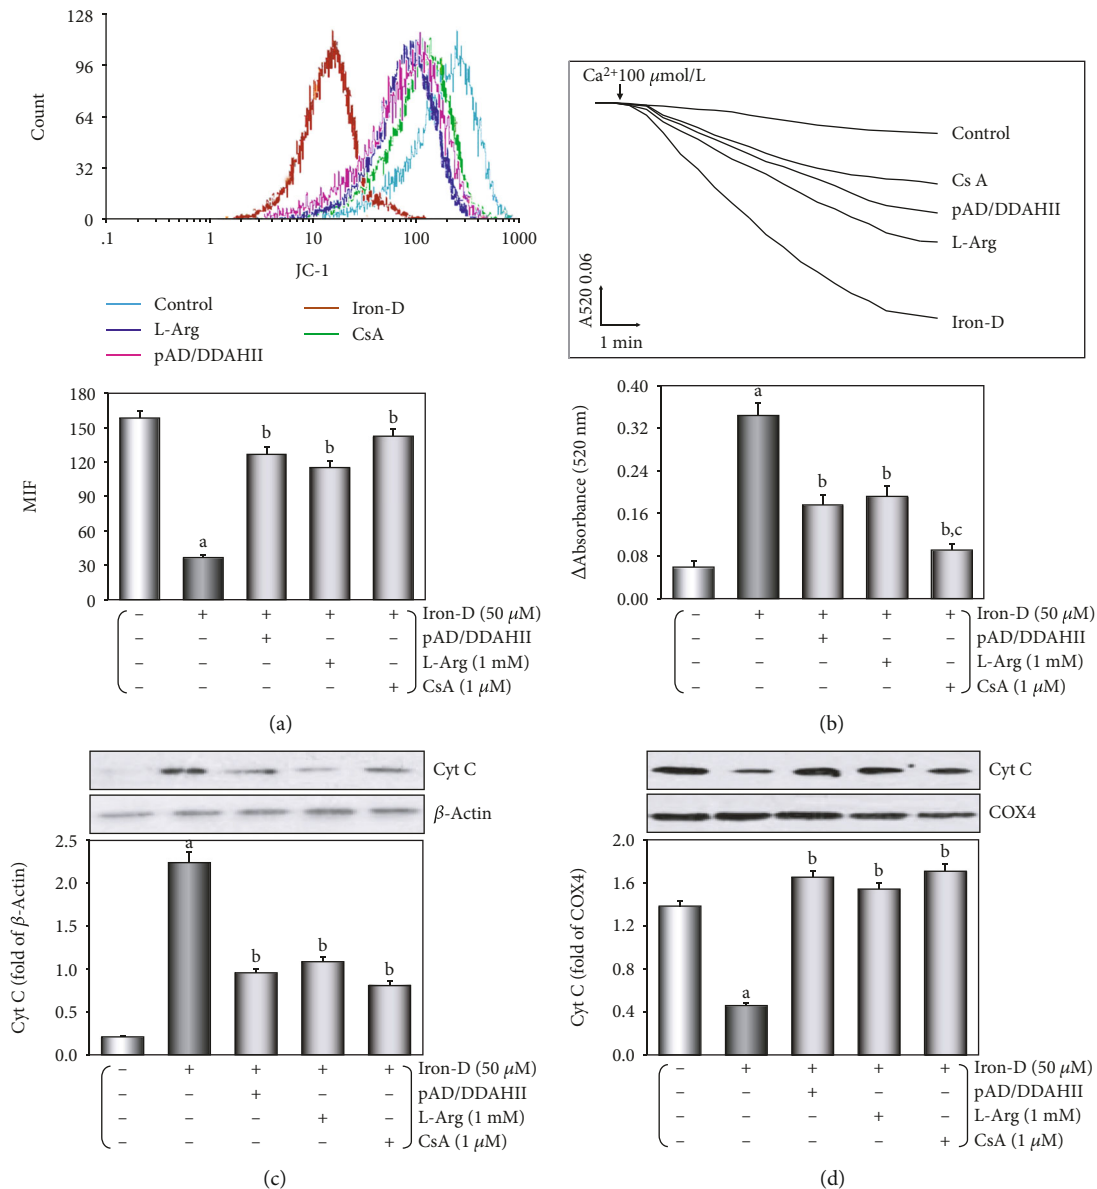 128
96
64
32
0
Count
.1 1 10 100 1000
JC-1
Control
L-Arg
pAD/DDAHII
Iron-D
CsA
Ca²⁺100 μmol/L
Control
Cs A
pAD/DDAHII
L-Arg
Iron-D
A520 0.06
1 min
180
150
120
90
60
30
0
MIF
a
b
b
b
– + + + + Iron-D (50 μM)
– – + – – pAD/DDAHII
– – – + – L-Arg (1 mM)
– – – – + CsA (1 μM)
(a)
0.40
0.32
0.24
0.16
0.08
0.00
ΔAbsorbance (520 nm)
a
b
b
b,c
– + + + + Iron-D (50 μM)
– – + – – pAD/DDAHII
– – – + – L-Arg (1 mM)
– – – – + CsA (1 μM)
(b)
Cyt C
β-Actin
2.5
2.0
1.5
1.0
0.5
0.0
Cyt C (fold of β-Actin)
a
b
b
b
– + + + + Iron-D (50 μM)
– – + – – pAD/DDAHII
– – – + – L-Arg (1 mM)
– – – – + CsA (1 μM)
(c)
Cyt C
COX4
2.0
1.6
1.2
0.8
0.4
0.0
Cyt C (fold of COX4)
a
b
b
b
– + + + + Iron-D (50 μM)
– – + – – pAD/DDAHII
– – – + – L-Arg (1 mM)
– – – – + CsA (1 μM)
(d)